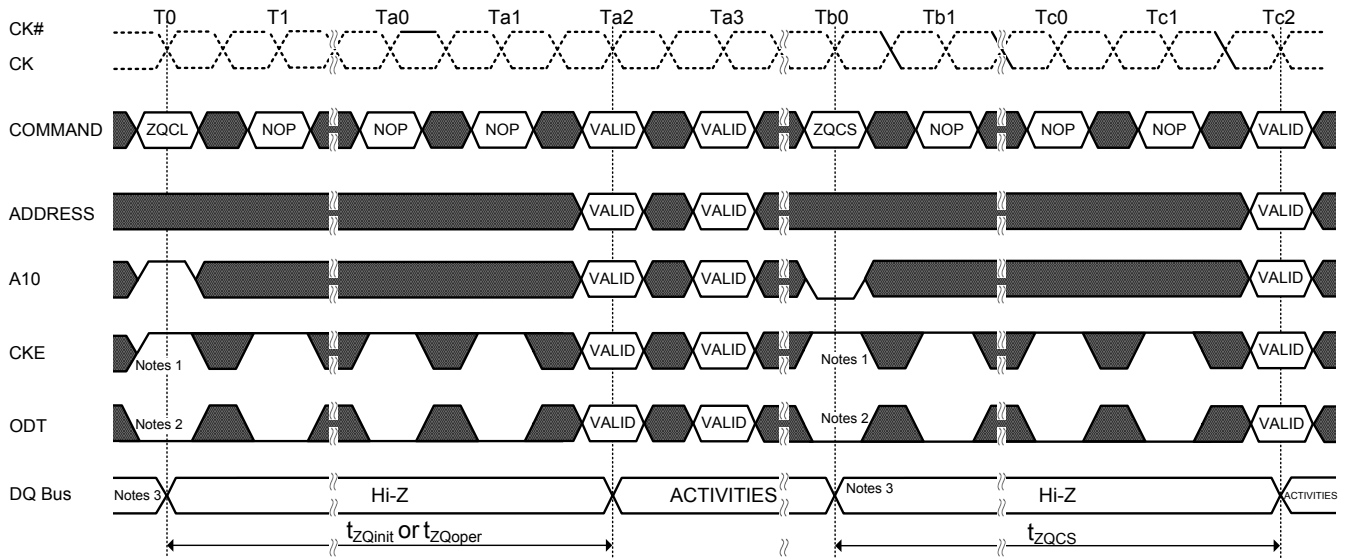 T0 T1 Ta0 Ta1 Ta2 Ta3 Tb0 Tb1 Tc0 Tc1 Tc2
CK#
CK
COMMAND ZQCL NOP NOP NOP VALID VALID ZQCS NOP NOP NOP VALID
ADDRESS VALID VALID VALID
A10 VALID VALID VALID
CKE Notes 1 VALID VALID Notes 1 VALID
ODT Notes 2 VALID VALID Notes 2 VALID
DQ Bus Notes 3 Hi-Z ACTIVITIES Notes 3 Hi-Z ACTIVITIES
tZQinit or tZQoper tZQCS